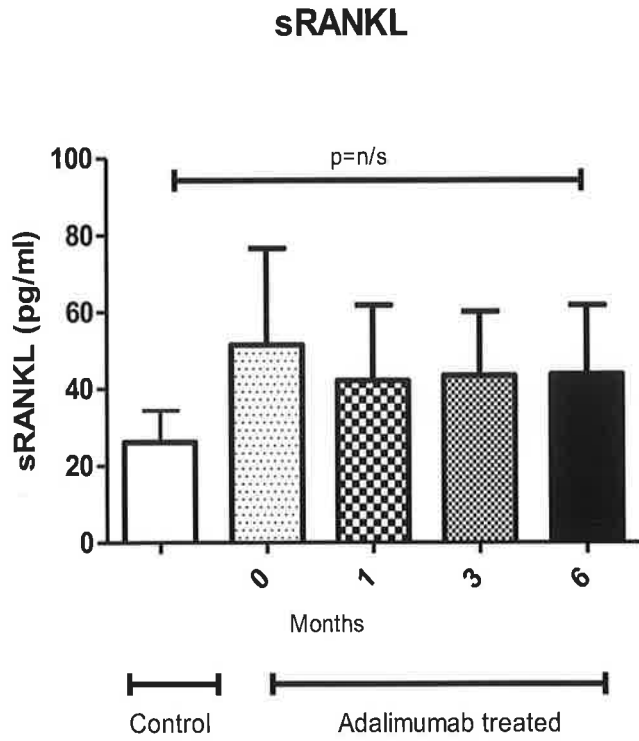 sRANKL
p=n/s
100
80
60
40
20
0
sRANKL (pg/ml)
0 1 3 6
Months
Control Adalimumab treated